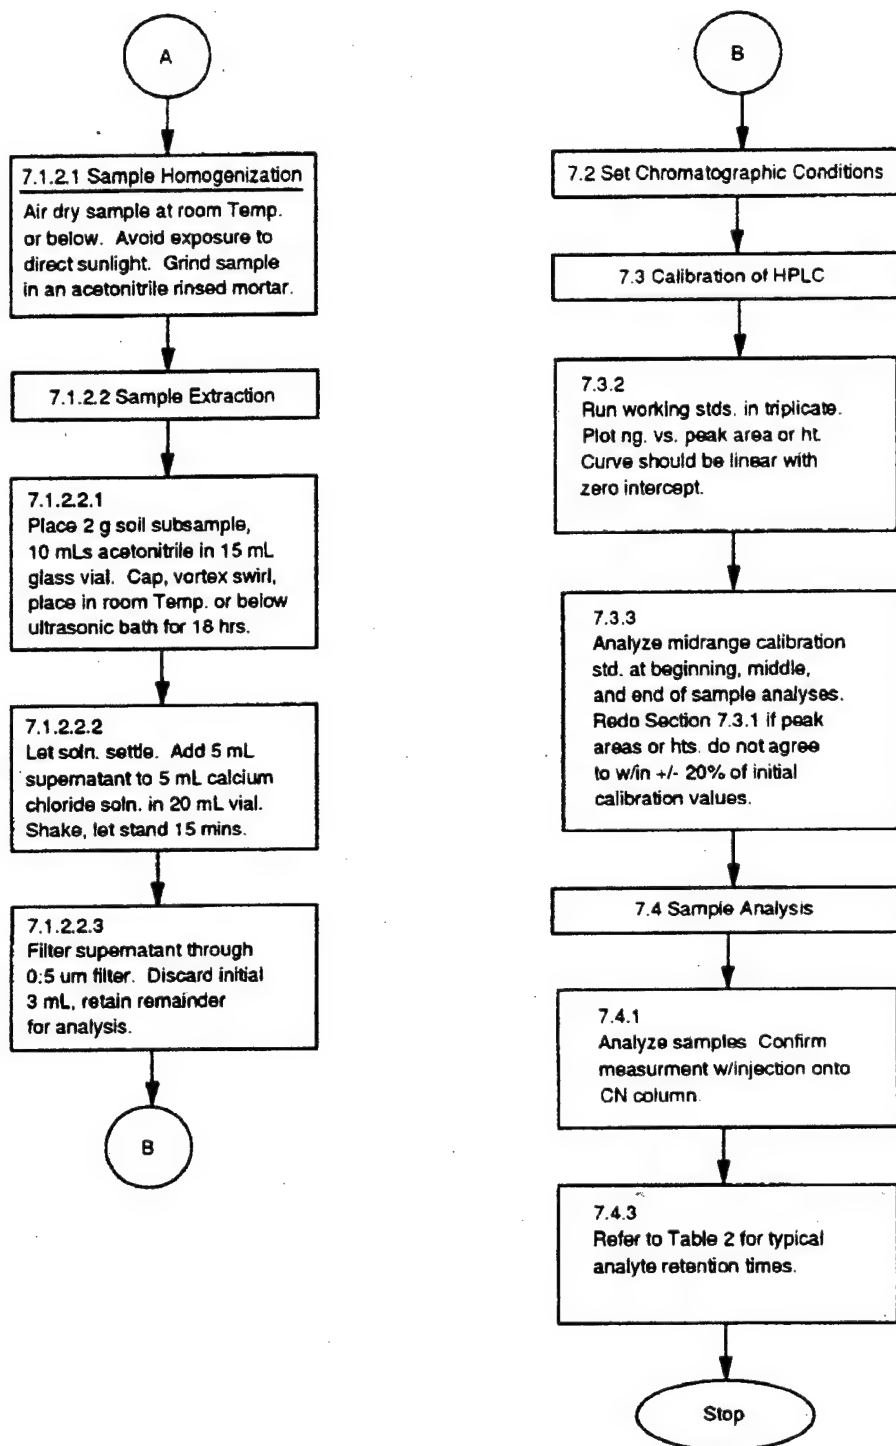 A
7.1.2.1 Sample Homogenization
Air dry sample at room Temp.
or below. Avoid exposure to
direct sunlight. Grind sample
in an acetonitrile rinsed mortar.
7.1.2.2 Sample Extraction
7.1.2.2.1
Place 2 g soil subsample,
10 mLs acetonitrile in 15 mL
glass vial. Cap, vortex swirl,
place in room Temp. or below
ultrasonic bath for 18 hrs.
7.1.2.2.2
Let soln. settle. Add 5 mL
supernatant to 5 mL calcium
chloride soln. in 20 mL vial.
Shake, let stand 15 mins.
7.1.2.2.3
Filter supernatant through
0:5 um filter. Discard initial
3 mL, retain remainder
for analysis.
B
B
7.2 Set Chromatographic Conditions
7.3 Calibration of HPLC
7.3.2
Run working stds. in triplicate.
Plot ng. vs. peak area or ht.
Curve should be linear with
zero intercept.
7.3.3
Analyze midrange calibration
std. at beginning, middle,
and end of sample analyses.
Redo Section 7.3.1 if peak
areas or hts. do not agree
to w/in +/- 20% of initial
calibration values.
7.4 Sample Analysis
7.4.1
Analyze samples Confirm
measurment w/injection onto
CN column.
7.4.3
Refer to Table 2 for typical
analyte retention times.
Stop